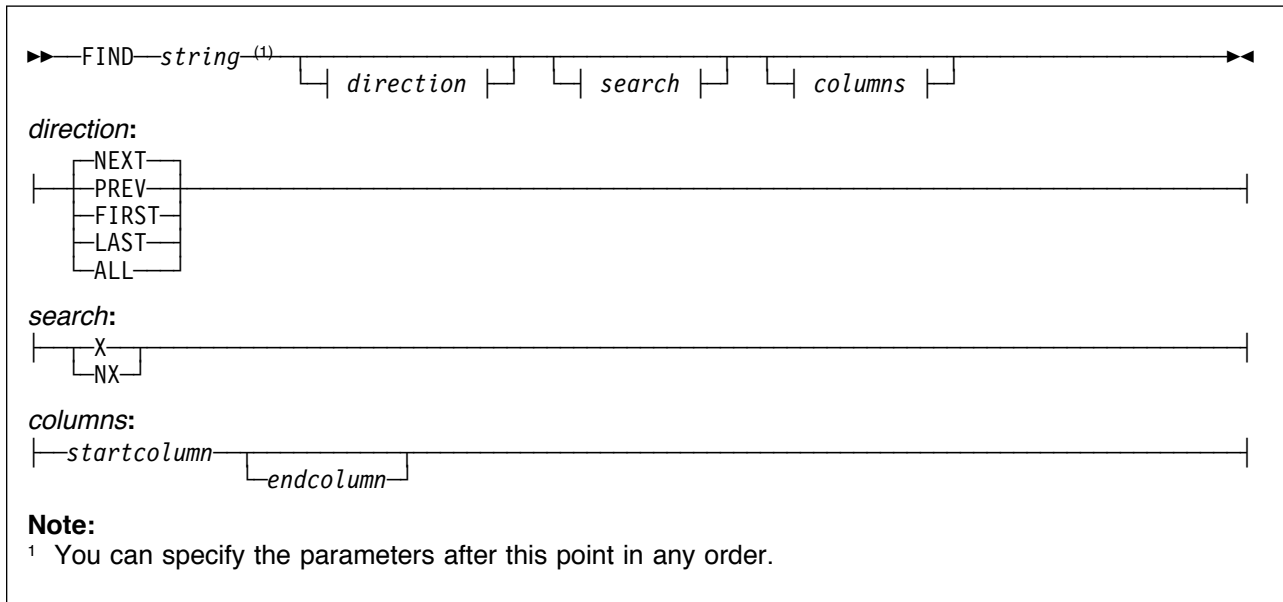 FIND string (1)
direction search columns
direction:
NEXT
PREV
FIRST
LAST
ALL
search:
X
NX
columns:
startcolumn
endcolumn
Note:
1 You can specify the parameters after this point in any order.